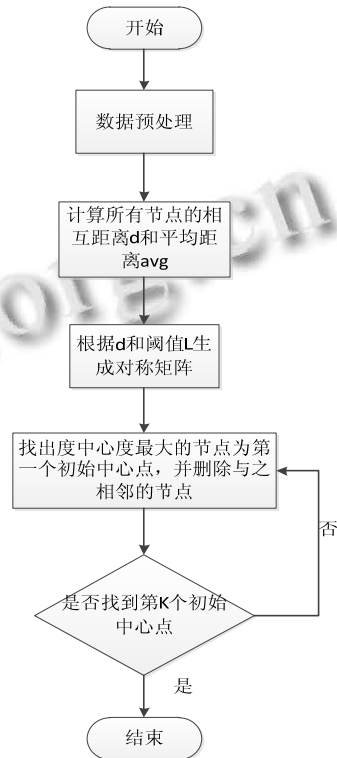 开始
数据预处理
计算所有节点的相
互距离d和平均距
离avg
根据d和阈值L生
成对称矩阵
找出度中心度最大的节点为第
一个初始中心点，并删除与之
相邻的节点
否
是否找到第K个初始
中心点
是
结束